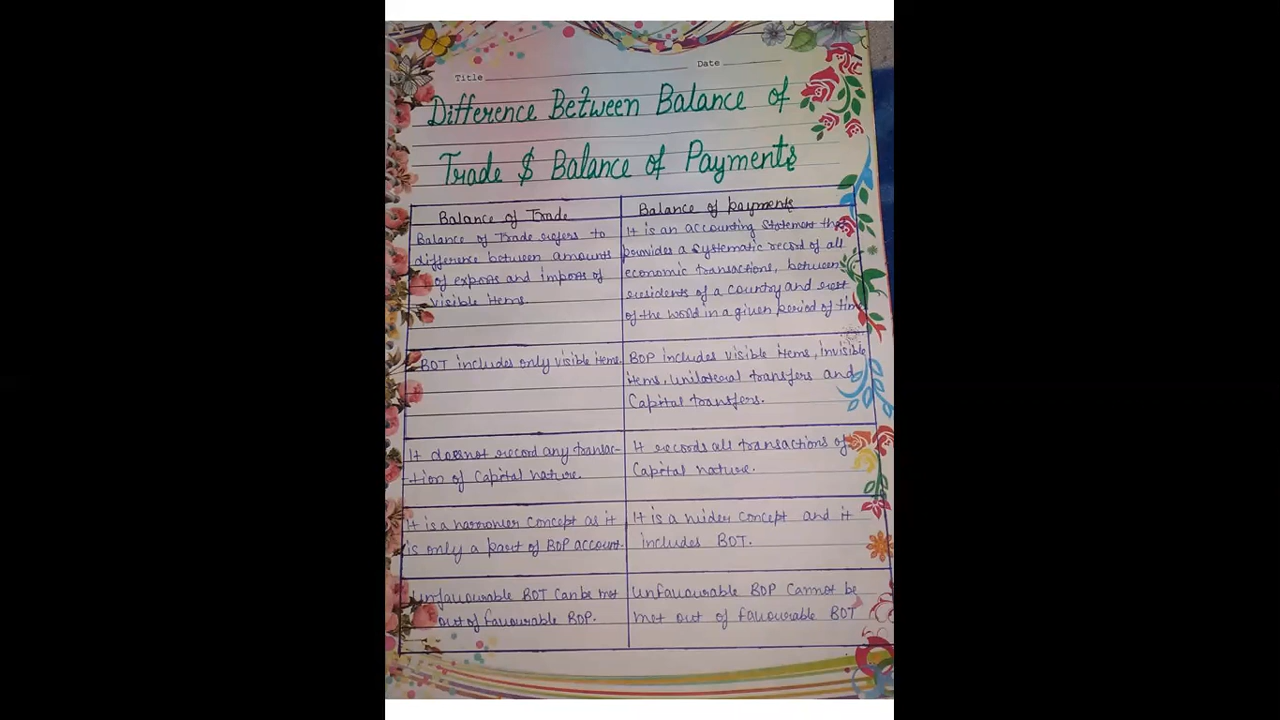 Title
Date
Difference Between Balance of
Trade $ Balance of Payments
Balance of Trade
Balance of Trade refers to
difference between amounts
of exports and imports of
visible items.
Balance of payments
It is an accounting Statement that
provides a systematic record of all
economic transactions, between
residents of a country and rest
of the world in a given period of time
BOT includes only visible items.
BOP includes visible items, invisible
items, unilateral transfers and
Capital transfers.
It doesnot record any transac-
-tion of Capital nature.
It records all transactions of
Capital nature.
It is a narrower concept as it
is only a part of BOP account.
It is a wider concept and it
includes BOT.
Unfavourable BOT Can be met
out of favourable BOP.
Unfavourable BOP Cannot be
met out of favourable BOT